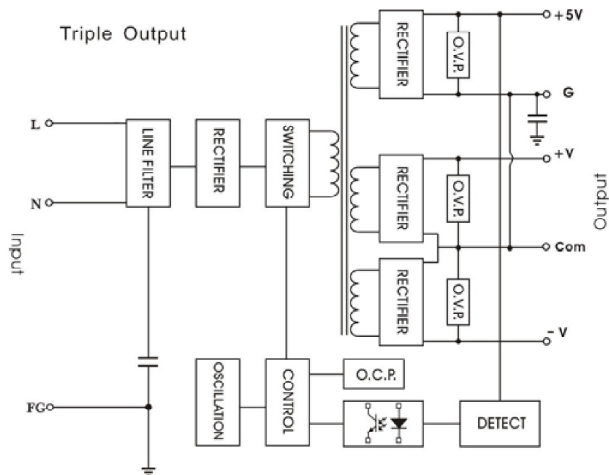 Triple Output
L
N
FG
Input
LINE FILTER
RECTIFIER
SWITCHING
RECTIFIER
O.V.P.
+5V
G
RECTIFIER
O.V.P.
+V
Com
RECTIFIER
O.V.P.
- V
Output
OSCILLATION
CONTROL
O.C.P.
DETECT